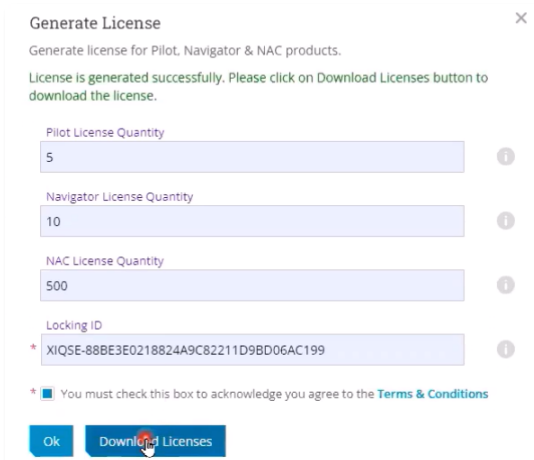 Generate License
Generate license for Pilot, Navigator & NAC products.
License is generated successfully. Please click on Download Licenses button to
download the license.
Pilot License Quantity
5
Navigator License Quantity
10
NAC License Quantity
500
Locking ID
* XIQSE-88BE3E0218824A9C82211D9BD06AC199
* You must check this box to acknowledge you agree to the Terms & Conditions
Ok Download Licenses